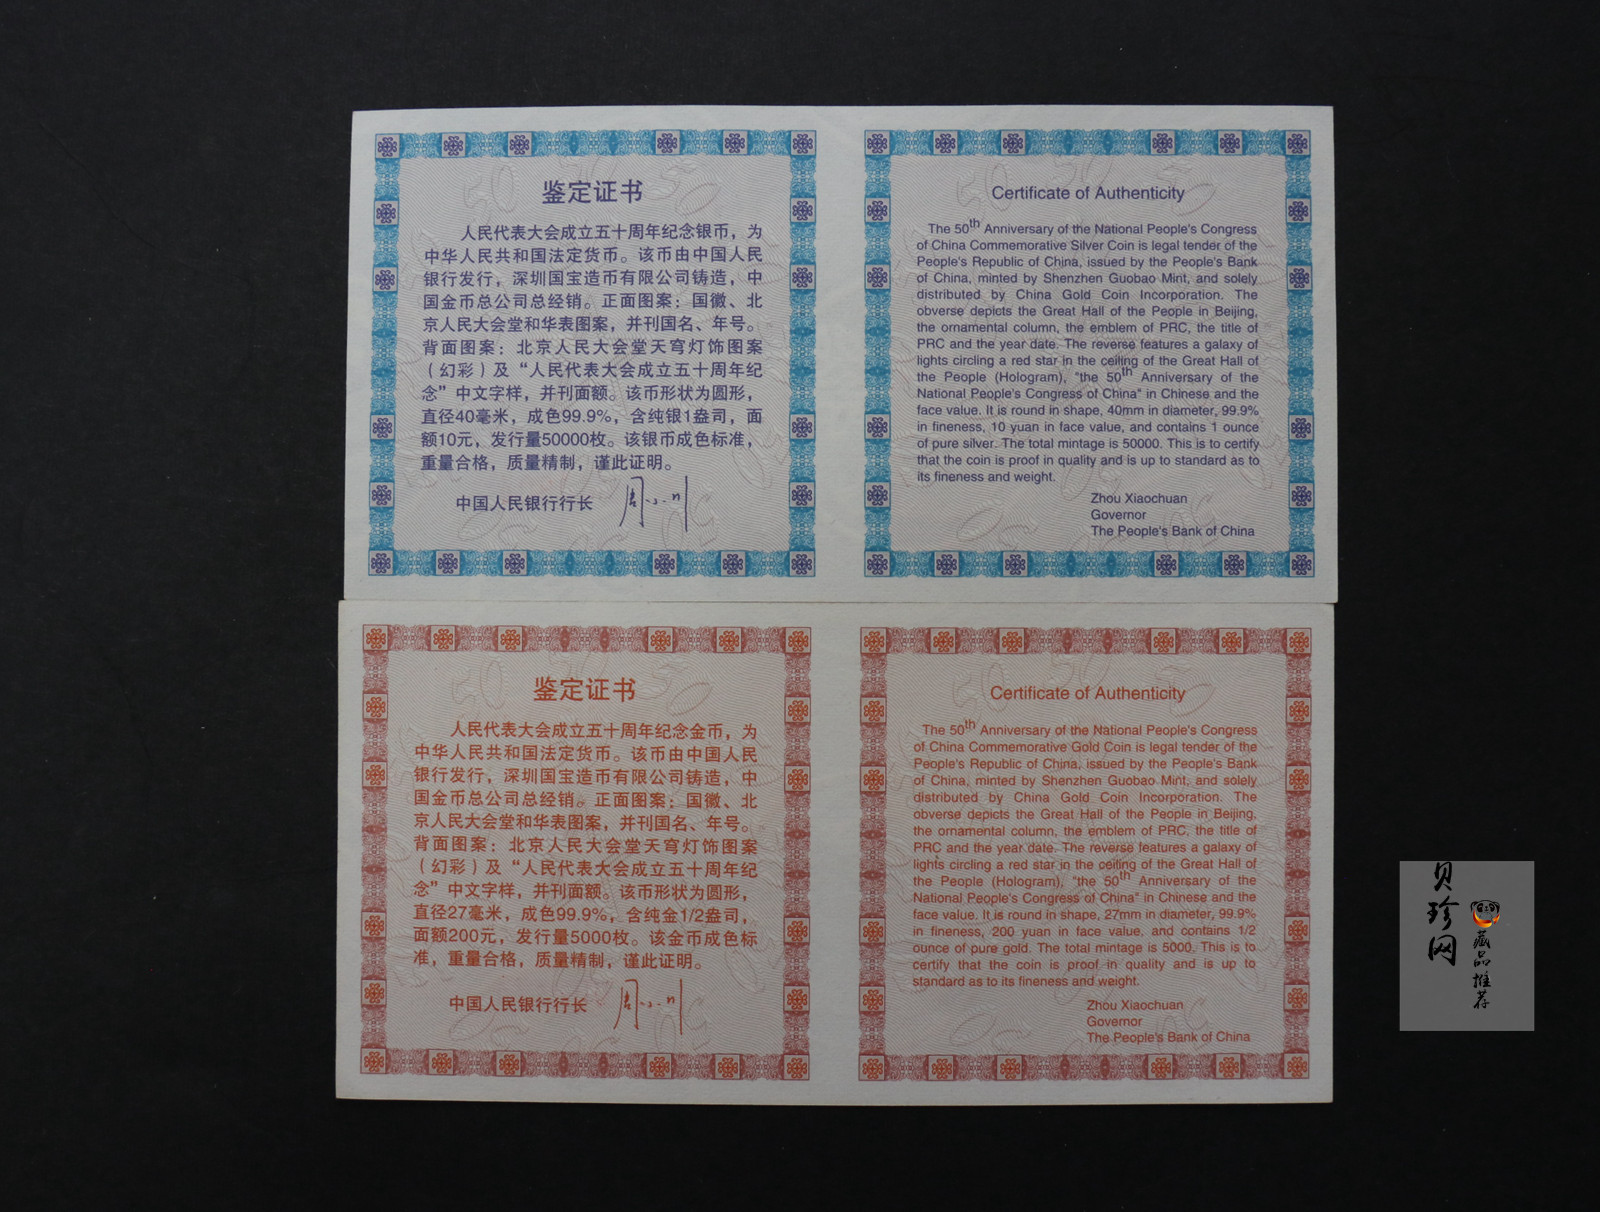 鉴定证书
人民代表大会成立五十周年纪念银币，为
中华人民共和国法定货币。该币由中国人民
银行发行，深圳国宝造币有限公司铸造，中
国金币总公司总经销。正面图案：国徽、北
京人民大会堂和华表图案，并刊国名、年号。
背面图案：北京人民大会堂天穹灯饰图案
（幻彩）及“人民代表大会成立五十周年纪
念”中文字样，并刊面额。该币形状为圆形，
直径40毫米，成色99.9%，含纯银1盎司，面
额10元，发行量50000枚。该银币成色标准，
重量合格，质量精制，谨此证明。
中国人民银行行长
Certificate of Authenticity
The 50th Anniversary of the National People's Congress
of China Commemorative Silver Coin is legal tender of the
People's Republic of China, issued by the People's Bank
of China, minted by Shenzhen Guobao Mint, and solely
distributed by China Gold Coin Incorporation. The
obverse depicts the Great Hall of the People in Beijing,
the ornamental column, the emblem of PRC, the title of
PRC and the year date. The reverse features a galaxy of
lights circling a red star in the ceiling of the Great Hall of
the People (Hologram), "the 50th Anniversary of the
National People's Congress of China" in Chinese and the
face value. It is round in shape, 40mm in diameter, 99.9%
in fineness, 10 yuan in face value, and contains 1 ounce
of pure silver. The total mintage is 50000. This is to certify
that the coin is proof in quality and is up to standard as to
its fineness and weight.
Zhou Xiaochuan
Governor
The People's Bank of China
鉴定证书
人民代表大会成立五十周年纪念金币，为
中华人民共和国法定货币。该币由中国人民
银行发行，深圳国宝造币有限公司铸造，中
国金币总公司总经销。正面图案：国徽、北
京人民大会堂和华表图案，并刊国名、年号。
背面图案：北京人民大会堂天穹灯饰图案
（幻彩）及“人民代表大会成立五十周年纪
念”中文字样，并刊面额。该币形状为圆形，
直径27毫米，成色99.9%，含纯金1/2盎司，
面额200元，发行量5000枚。该金币成色标
准，重量合格，质量精制，谨此证明。
中国人民银行行长
Certificate of Authenticity
The 50th Anniversary of the National People's Congress
of China Commemorative Gold Coin is legal tender of the
People's Republic of China, issued by the People's Bank
of China, minted by Shenzhen Guobao Mint, and solely
distributed by China Gold Coin Incorporation. The
obverse depicts the Great Hall of the People in Beijing,
the ornamental column, the emblem of PRC, the title of
PRC and the year date. The reverse features a galaxy of
lights circling a red star in the ceiling of the Great Hall of
the People (Hologram), "the 50th Anniversary of the
National People's Congress of China" in Chinese and the
face value. It is round in shape, 27mm in diameter, 99.9%
in fineness, 200 yuan in face value, and contains 1/2
ounce of pure gold. The total mintage is 5000. This is to
certify that the coin is proof in quality and is up to
standard as to its fineness and weight.
Zhou Xiaochuan
Governor
The People's Bank of China
贝珍网
藏品推荐